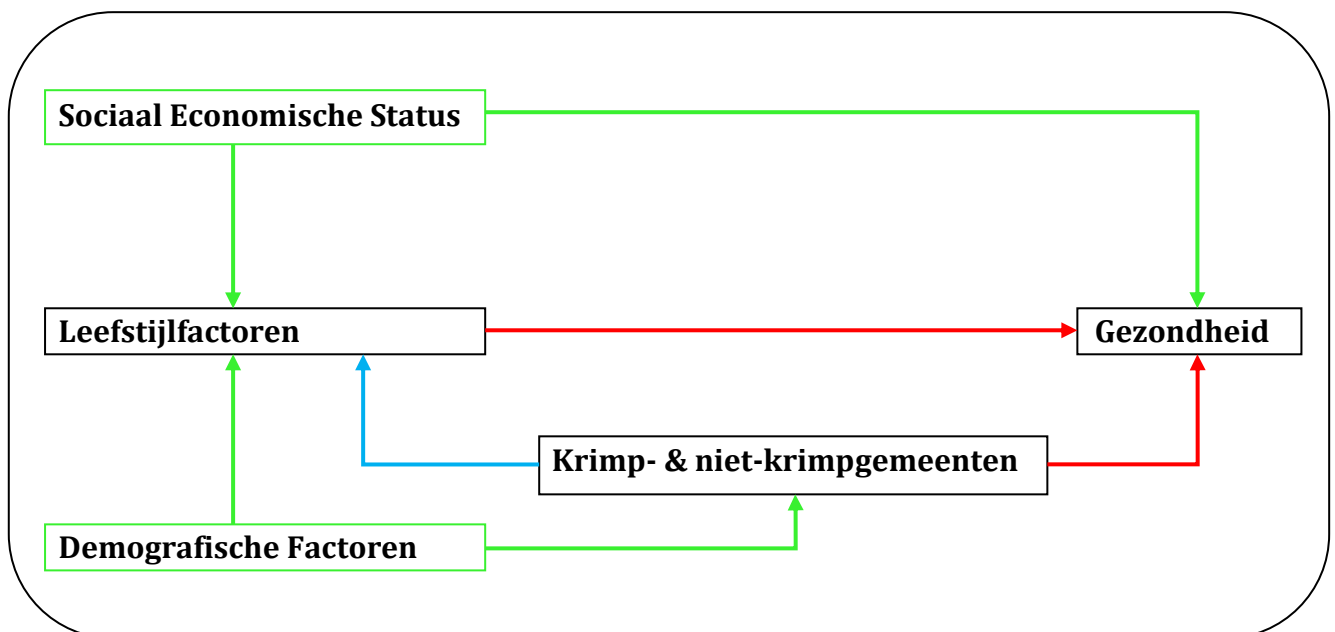 Sociaal Economische Status
Leefstijlfactoren
Gezondheid
Krimp- & niet-krimpgemeenten
Demografische Factoren